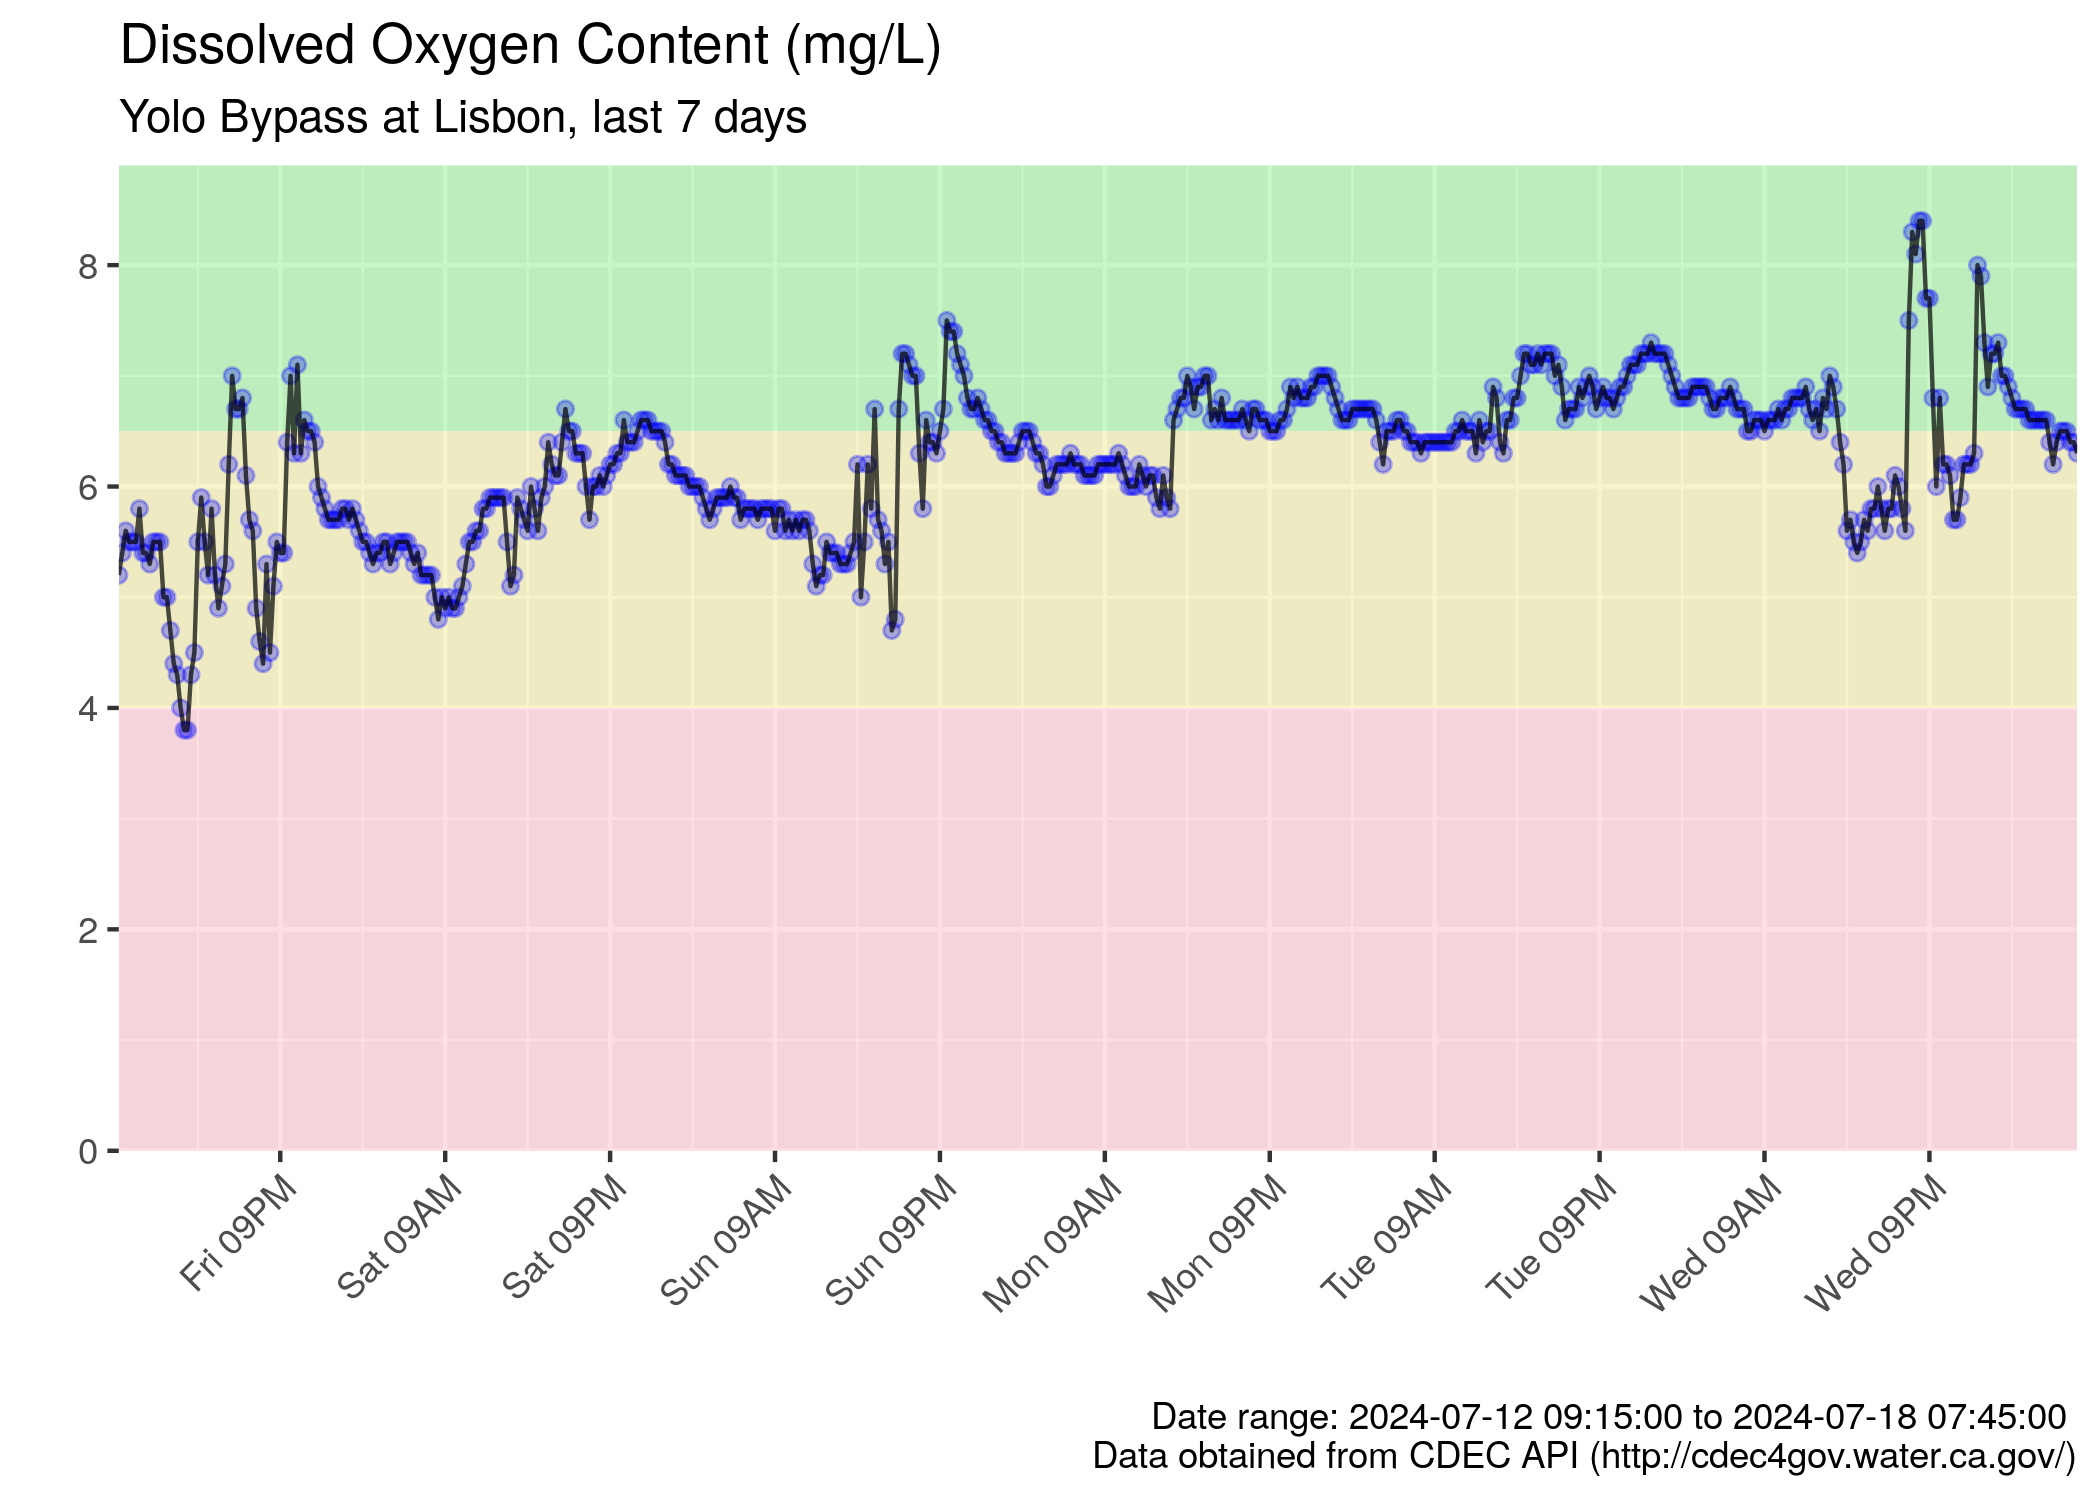 Dissolved Oxygen Content (mg/L)
Yolo Bypass at Lisbon, last 7 days
8
6
4
2
0
Fri 09PM
Sat 09AM
Sat 09PM
Sun 09AM
Sun 09PM
Mon 09AM
Mon 09PM
Tue 09AM
Tue 09PM
Wed 09AM
Wed 09PM
Date range: 2024-07-12 09:15:00 to 2024-07-18 07:45:00
Data obtained from CDEC API (http://cdec4gov.water.ca.gov/)